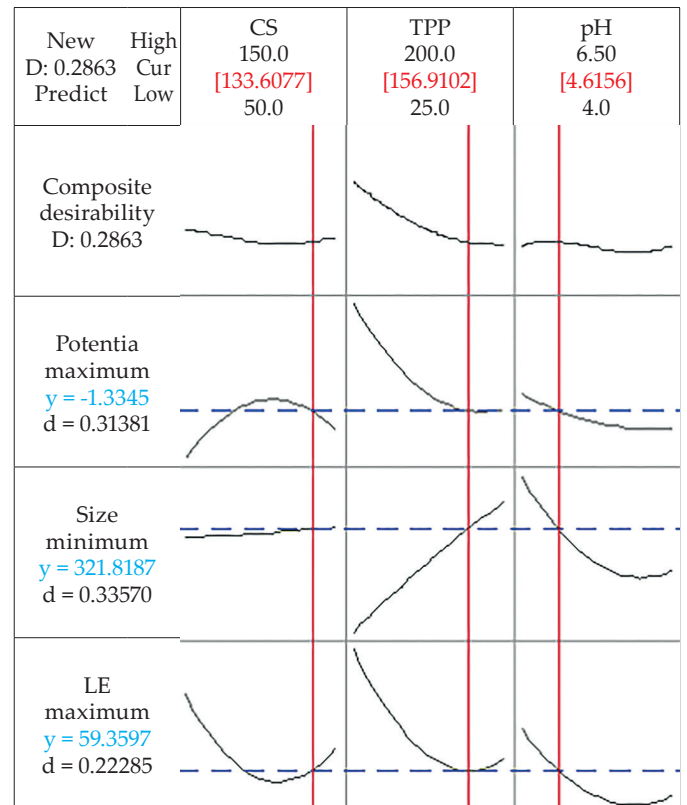 New High
D: 0.2863 Cur
Predict Low
CS
150.0
[133.6077]
50.0
TPP
200.0
[156.9102]
25.0
pH
6.50
[4.6156]
4.0
Composite
desirability
D: 0.2863
Potentia
maximum
y = -1.3345
d = 0.31381
Size
minimum
y = 321.8187
d = 0.33570
LE
maximum
y = 59.3597
d = 0.22285